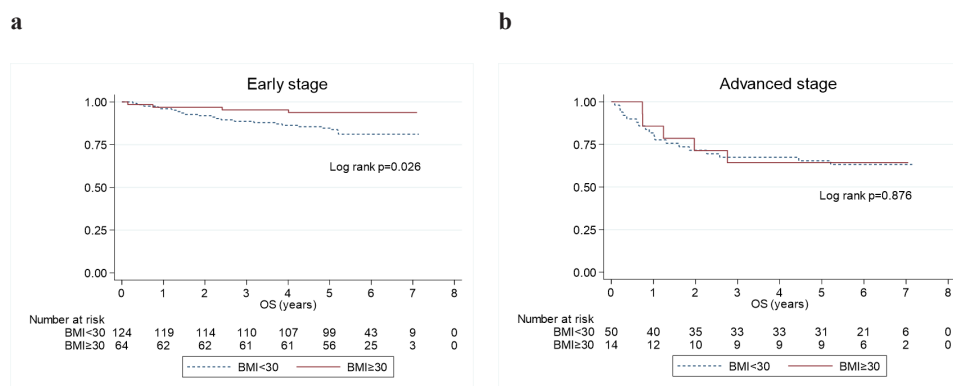 a
Early stage
1.00
0.75
0.50
0.25
0.00
Log rank p=0.026
0 1 2 3 4 5 6 7 8
OS (years)
Number at risk
BMI<30 124 119 114 110 107 99 43 9 0
BMI≥30 64 62 62 61 61 56 25 3 0
BMI<30 BMI≥30
b
Advanced stage
1.00
0.75
0.50
0.25
0.00
Log rank p=0.876
0 1 2 3 4 5 6 7 8
OS (years)
Number at risk
BMI<30 50 40 35 33 33 31 21 6 0
BMI≥30 14 12 10 9 9 9 6 2 0
BMI<30 BMI≥30